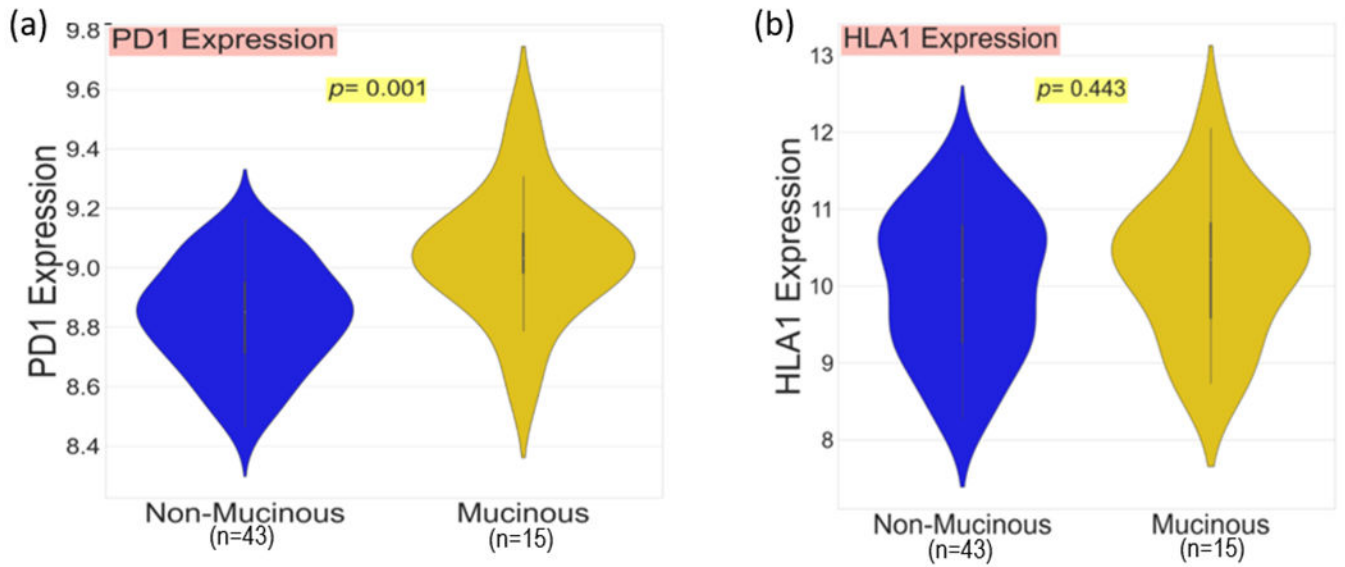 (a)
PD1 Expression
p= 0.001
PD1 Expression
9.8
9.6
9.4
9.2
9.0
8.8
8.6
8.4
Non-Mucinous
(n=43)
Mucinous
(n=15)
(b)
HLA1 Expression
p= 0.443
HLA1 Expression
13
12
11
10
9
8
Non-Mucinous
(n=43)
Mucinous
(n=15)